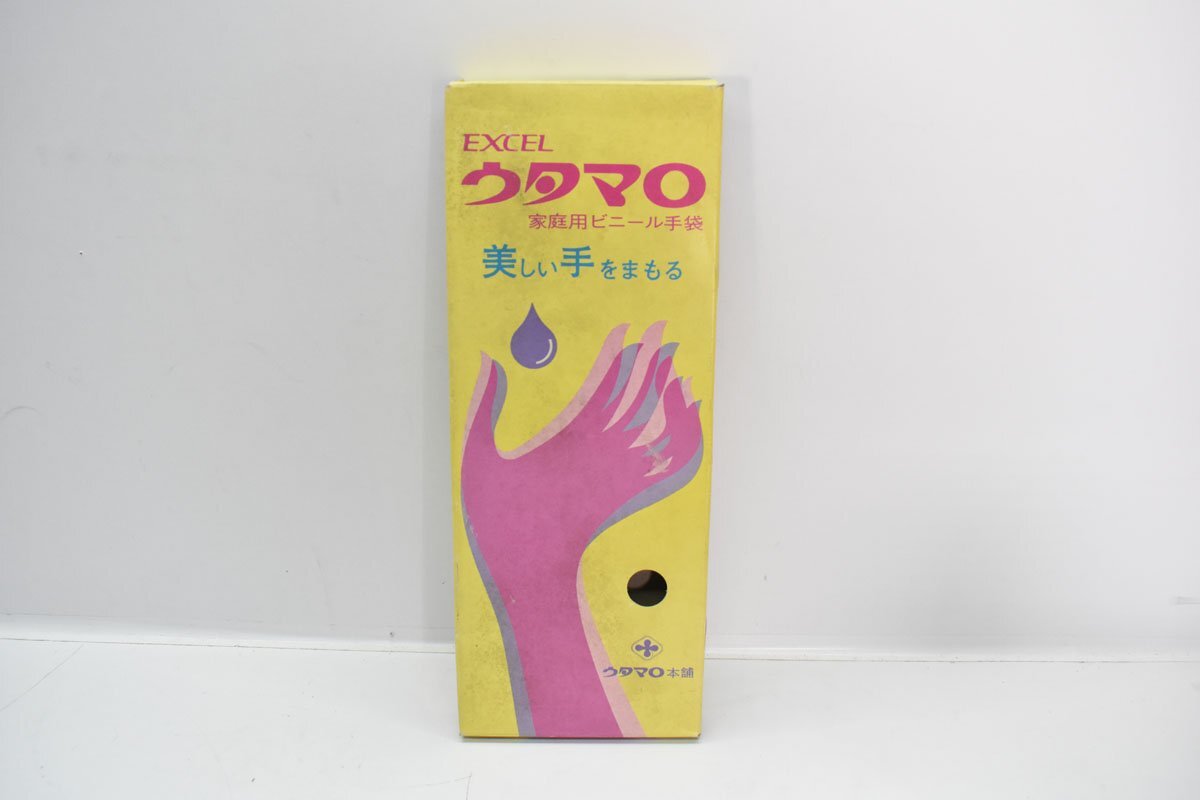 EXCEL
ウタマロ
家庭用ビニール手袋
美しい手をまもる
ウタマロ本舗